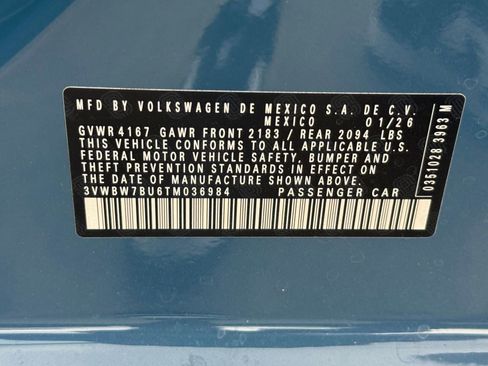 MFD BY VOLKSWAGEN DE MEXICO S.A. DE C.V.
MEXICO 01/26
GVWR 4167 GAWR FRONT 2183 / REAR 2094 LBS
THIS VEHICLE CONFORMS TO ALL APPLICABLE U.S.
FEDERAL MOTOR VEHICLE SAFETY, BUMPER AND
THEFT PREVENTION STANDARDS IN EFFECT ON
THE DATE OF MANUFACTURE SHOWN ABOVE
3VWBW7BU6TM036984 PASSENGER CAR
0351028 3963 M